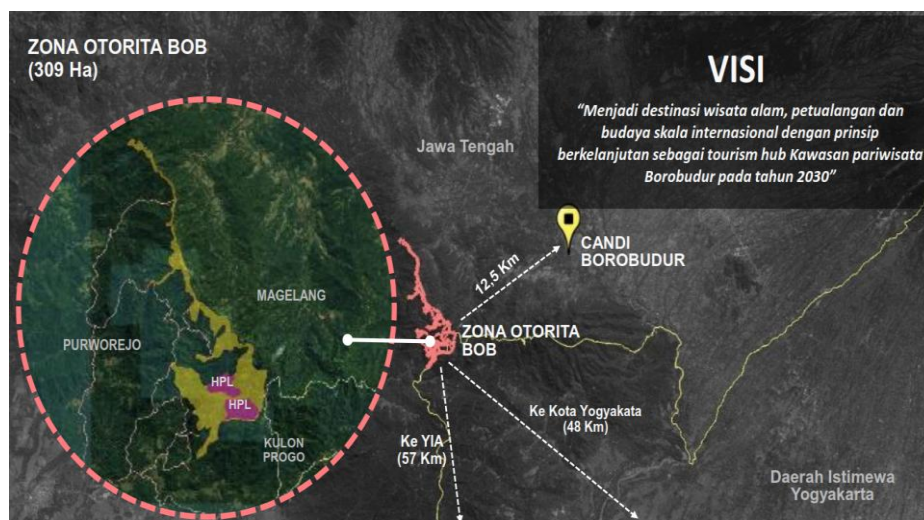 ZONA OTORITA BOB
(309 Ha)
VISI
“Menjadi destinasi wisata alam, petualangan dan
budaya skala internasional dengan prinsip
berkelanjutan sebagai tourism hub Kawasan pariwisata
Borobudur pada tahun 2030”
Jawa Tengah
CANDI
BOROBUDUR
12,5 Km
MAGELANG
PURWOREJO
ZONA OTORITA
BOB
HPL
HPL
KULON
PROGO
Ke YIA
(57 Km)
Ke Kota Yogyakata
(48 Km)
Daerah Istimewa
Yogyakarta